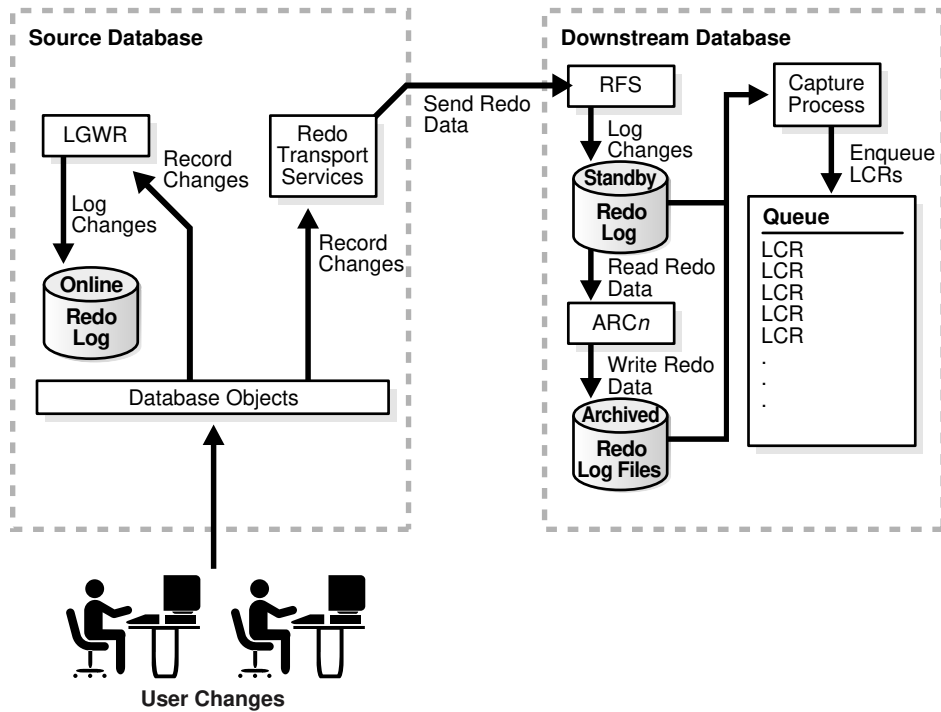 Source Database
LGWR
Record
Changes
Log
Changes
Online
Redo
Log
Redo
Transport
Services
Record
Changes
Database Objects
User Changes
Send Redo
Data
Downstream Database
RFS
Log
Changes
Standby
Redo
Log
Read Redo
Data
ARCn
Write Redo
Data
Archived
Redo
Log Files
Capture
Process
Enqueue
LCRs
Queue
LCR
LCR
LCR
LCR
LCR
.
.
.